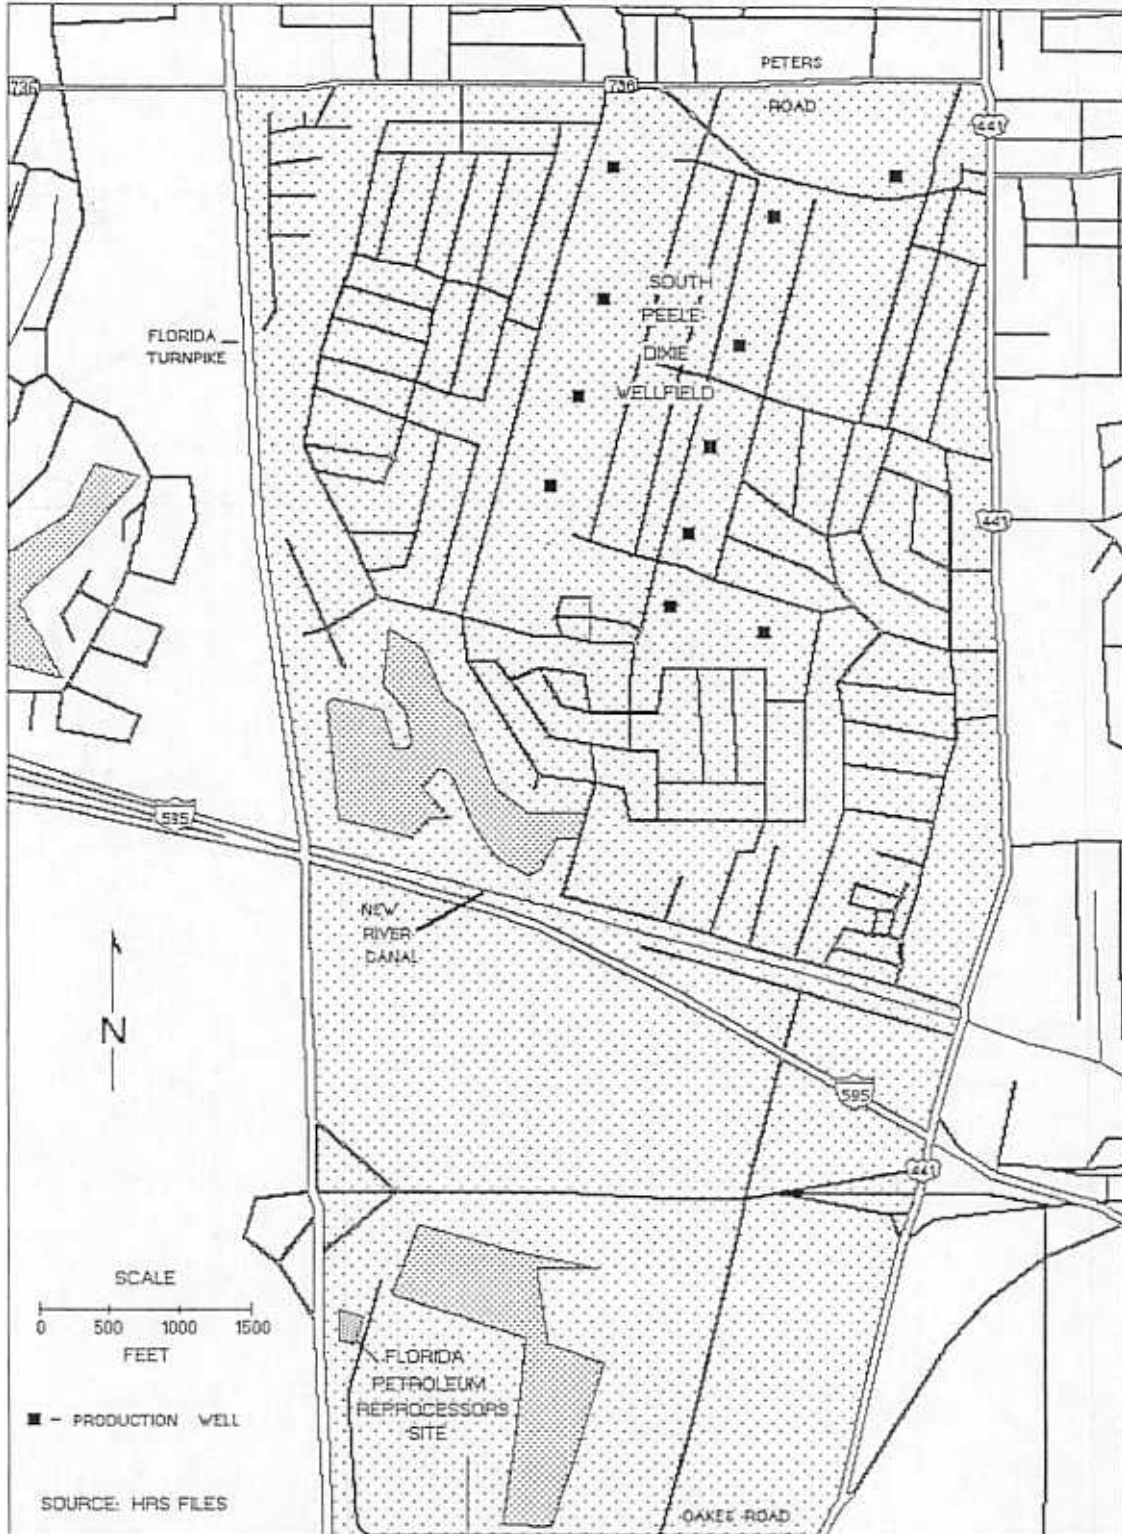 PETERS
736
736
ROAD
441
SOUTH
PEELE-
DIXIE
WELLFIELD
FLORIDA
TURNPIKE
441
595
NEW
RIVER
CANAL
N
595
441
SCALE
0 500 1000 1500
FEET
FLORIDA
PETROLEUM
REPROCESSORS
SITE
■ - PRODUCTION WELL
SOURCE: HRS FILES
OAKES ROAD